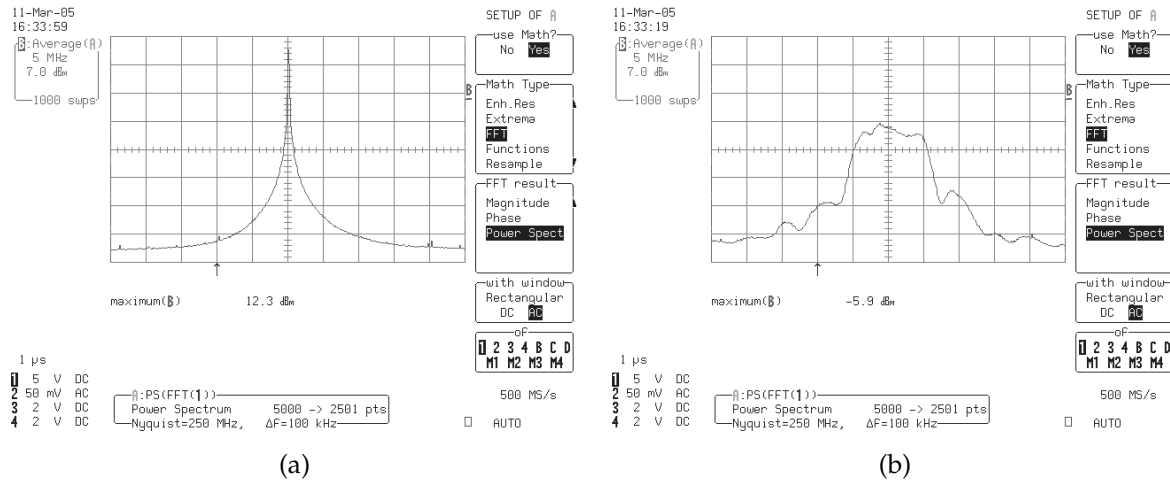 11-Mar-05
16:33:59
B:Average(A)
5 MHz
7.0 dBm
1000 swps
B
maximum(B) 12.3 dBm
1 µs
1 5 V DC
2 50 mV AC
3 2 V DC
4 2 V DC
A:PS(FFT(1))
Power Spectrum 5000 -> 2501 pts
Nyquist=250 MHz, ΔF=100 kHz
SETUP OF A
use Math?
No Yes
Math Type
Enh.Res
Extrema
FFT
Functions
Resample
FFT result
Magnitude
Phase
Power Spect
with window
Rectangular
DC AC
of
1 2 3 4 B C D
M1 M2 M3 M4
500 MS/s
AUTO
(a)
11-Mar-05
16:33:19
B:Average(A)
5 MHz
7.0 dBm
1000 swps
B
maximum(B) -5.9 dBm
1 µs
1 5 V DC
2 50 mV AC
3 2 V DC
4 2 V DC
A:PS(FFT(1))
Power Spectrum 5000 -> 2501 pts
Nyquist=250 MHz, ΔF=100 kHz
SETUP OF A
use Math?
No Yes
Math Type
Enh.Res
Extrema
FFT
Functions
Resample
FFT result
Magnitude
Phase
Power Spect
with window
Rectangular
DC AC
of
1 2 3 4 B C D
M1 M2 M3 M4
500 MS/s
AUTO
(b)